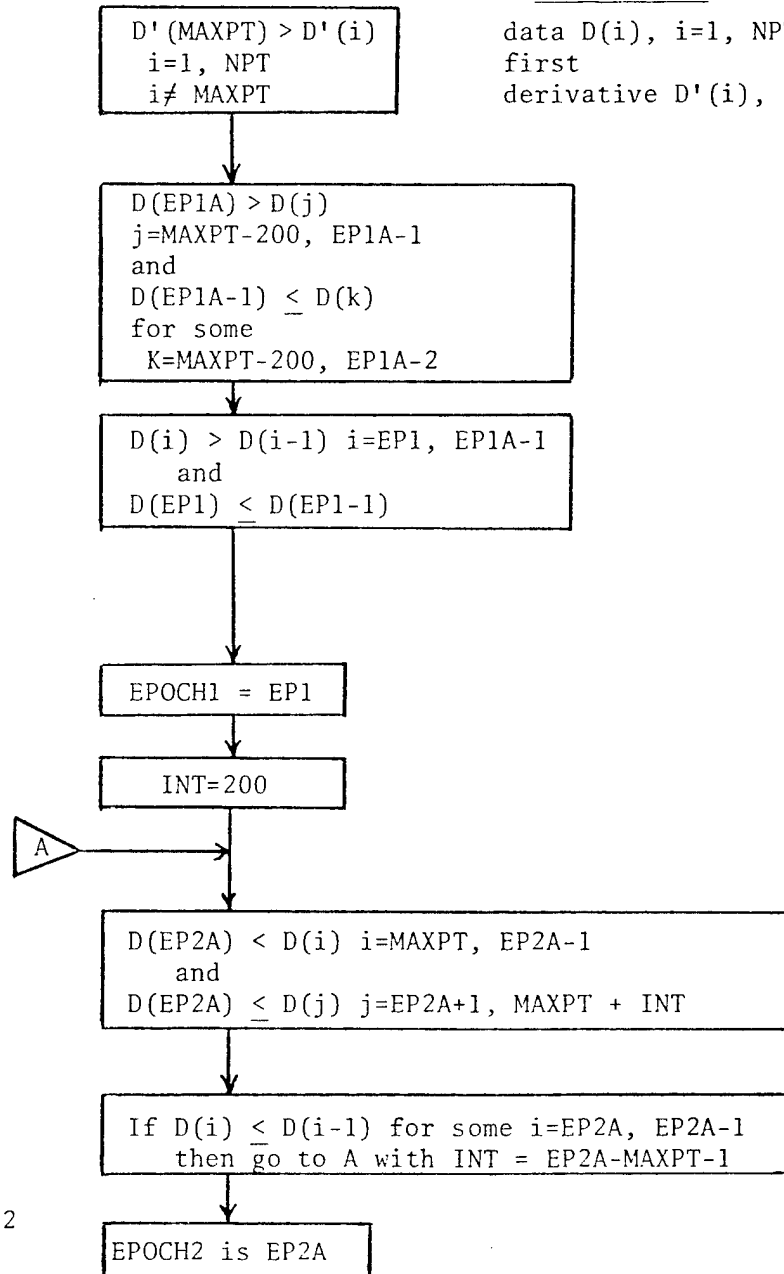 D'(MAXPT) > D'(i)
i=1, NPT
i≠ MAXPT
data D(i), i=1, NP
first
derivative D'(i),
D(EP1A) > D(j)
j=MAXPT-200, EP1A-1
and
D(EP1A-1) ≤ D(k)
for some
K=MAXPT-200, EP1A-2
D(i) > D(i-1) i=EP1, EP1A-1
and
D(EP1) ≤ D(EP1-1)
EPOCH1 = EP1
INT=200
A
D(EP2A) < D(i) i=MAXPT, EP2A-1
and
D(EP2A) ≤ D(j) j=EP2A+1, MAXPT + INT
If D(i) ≤ D(i-1) for some i=EP2A, EP2A-1
then go to A with INT = EP2A-MAXPT-1
2
EPOCH2 is EP2A